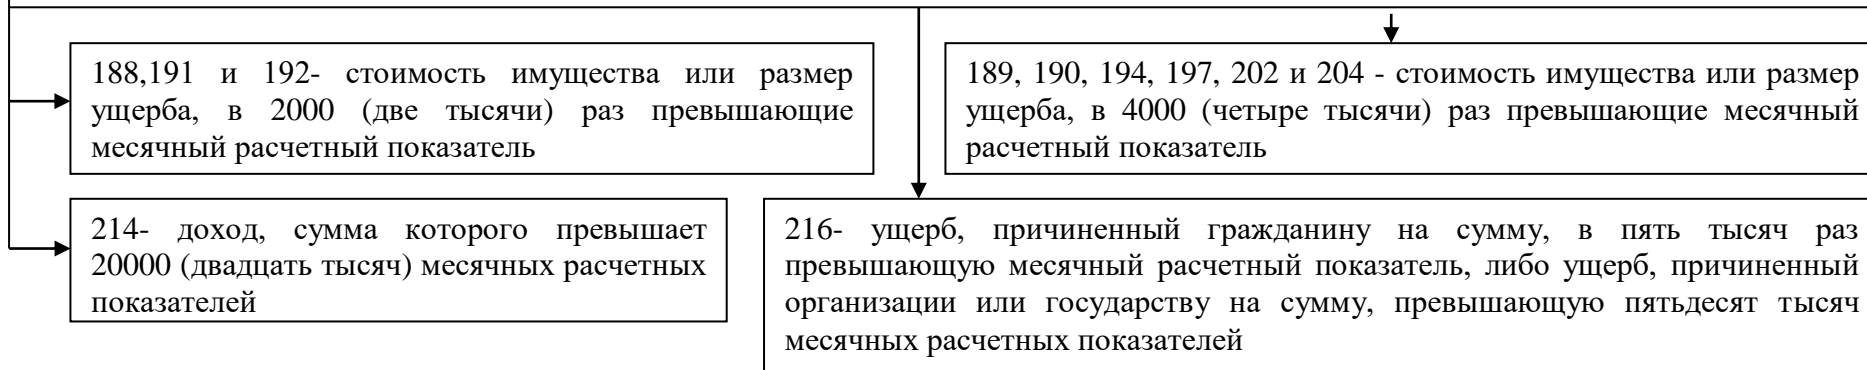 188,191 и 192- стоимость имущества или размер
ущерба, в 2000 (две тысячи) раз превышающие
месячный расчетный показатель
189, 190, 194, 197, 202 и 204 - стоимость имущества или размер
ущерба, в 4000 (четыре тысячи) раз превышающие месячный
расчетный показатель
214- доход, сумма которого превышает
20000 (двадцать тысяч) месячных расчетных
показателей
216- ущерб, причиненный гражданину на сумму, в пять тысяч раз
превышающую месячный расчетный показатель, либо ущерб, причиненный
организации или государству на сумму, превышающую пятьдесят тысяч
месячных расчетных показателей